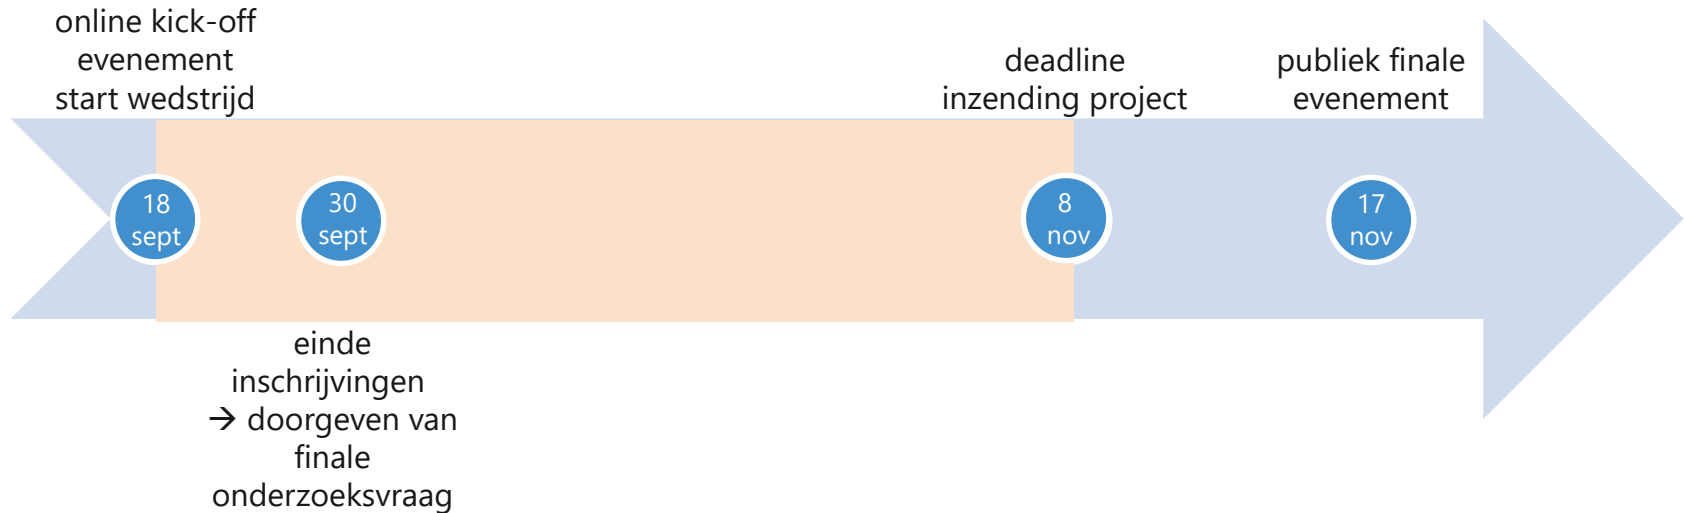 online kick-off
evenement
start wedstrijd
deadline
inzending project
publiek finale
evenement
18
sept
30
sept
8
nov
17
nov
einde
inschrijvingen
→ doorgeven van
finale
onderzoeksvraag